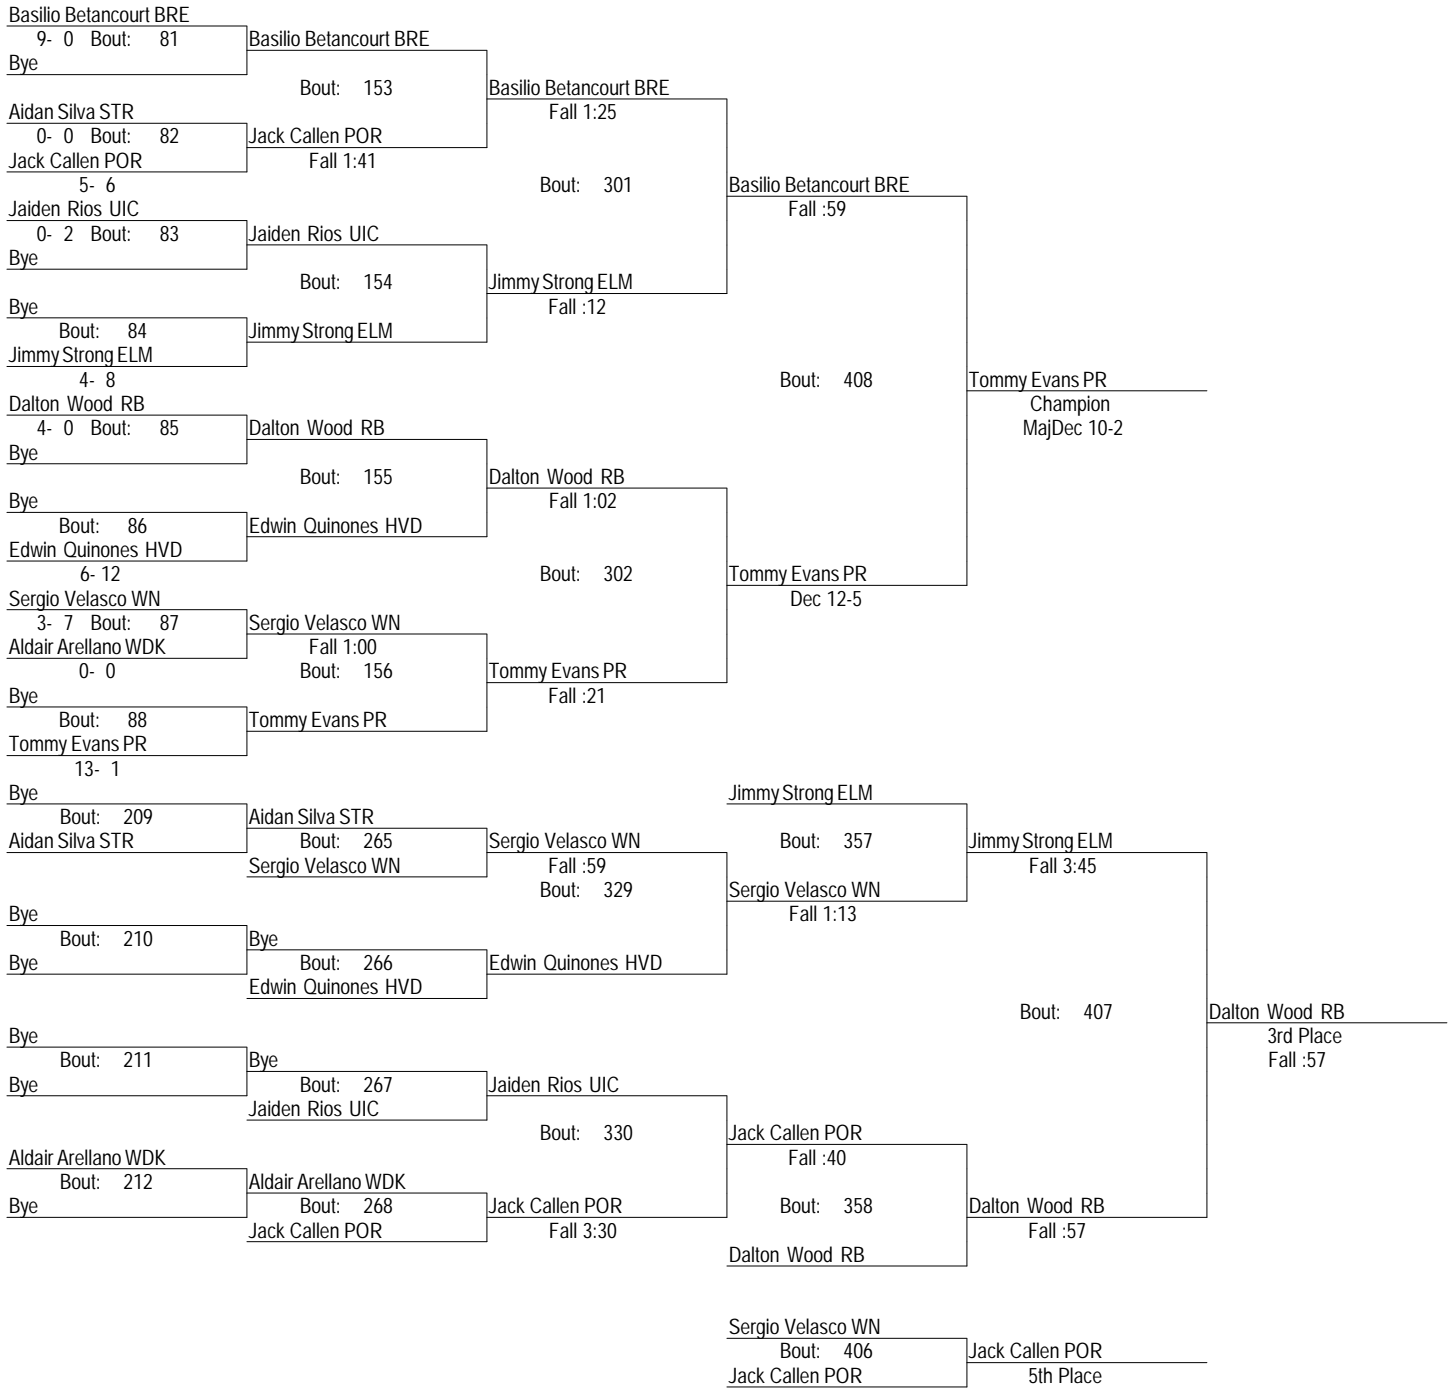 Basilio Betancourt BRE
9- 0 Bout: 81
Bye
Basilio Betancourt BRE
Bout: 153
Aidan Silva STR
0- 0 Bout: 82
Jack Callen POR
5- 6
Jack Callen POR
Fall 1:41
Basilio Betancourt BRE
Fall 1:25
Bout: 301
Jaiden Rios UIC
0- 2 Bout: 83
Bye
Jaiden Rios UIC
Bout: 154
Bye
Bout: 84
Jimmy Strong ELM
4- 8
Jimmy Strong ELM
Jimmy Strong ELM
Fall :12
Basilio Betancourt BRE
Fall :59
Bout: 408
Dalton Wood RB
4- 0 Bout: 85
Bye
Dalton Wood RB
Bout: 155
Bye
Bout: 86
Edwin Quinones HVD
6- 12
Edwin Quinones HVD
Dalton Wood RB
Fall 1:02
Bout: 302
Sergio Velasco WN
3- 7 Bout: 87
Aldair Arellano WDK
0- 0
Sergio Velasco WN
Fall 1:00
Bout: 156
Bye
Bout: 88
Tommy Evans PR
13- 1
Tommy Evans PR
Tommy Evans PR
Fall :21
Tommy Evans PR
Dec 12-5
Tommy Evans PR
Champion
MajDec 10-2
Bye
Bout: 209
Aidan Silva STR
Aidan Silva STR
Bout: 265
Sergio Velasco WN
Sergio Velasco WN
Fall :59
Bout: 329
Bye
Bout: 210
Bye
Bye
Bout: 266
Edwin Quinones HVD
Edwin Quinones HVD
Jimmy Strong ELM
Bout: 357
Sergio Velasco WN
Fall 1:13
Jimmy Strong ELM
Fall 3:45
Bout: 407
Bye
Bout: 211
Bye
Bye
Bout: 267
Jaiden Rios UIC
Jaiden Rios UIC
Bout: 330
Aldair Arellano WDK
Bout: 212
Bye
Aldair Arellano WDK
Bout: 268
Jack Callen POR
Jack Callen POR
Fall 3:30
Jack Callen POR
Fall :40
Bout: 358
Dalton Wood RB
Dalton Wood RB
Fall :57
Dalton Wood RB
3rd Place
Fall :57
Sergio Velasco WN
Bout: 406
Jack Callen POR
Jack Callen POR
5th Place